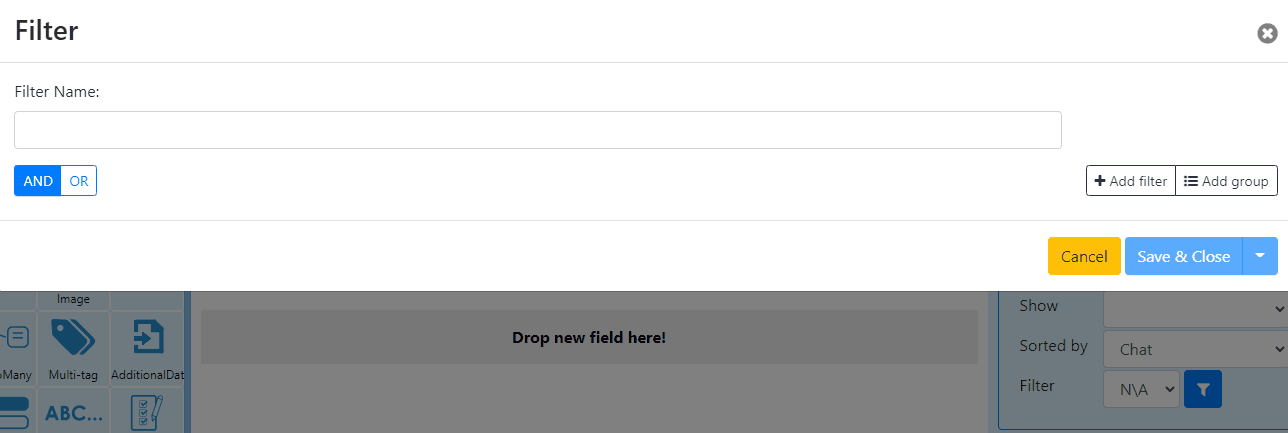 Filter
Filter Name:
AND OR
Add filter Add group
Cancel Save & Close
Image
Show
Drop new field here!
Sorted by Chat
Multi-tag AdditionalDat
Filter N\A
ABC...